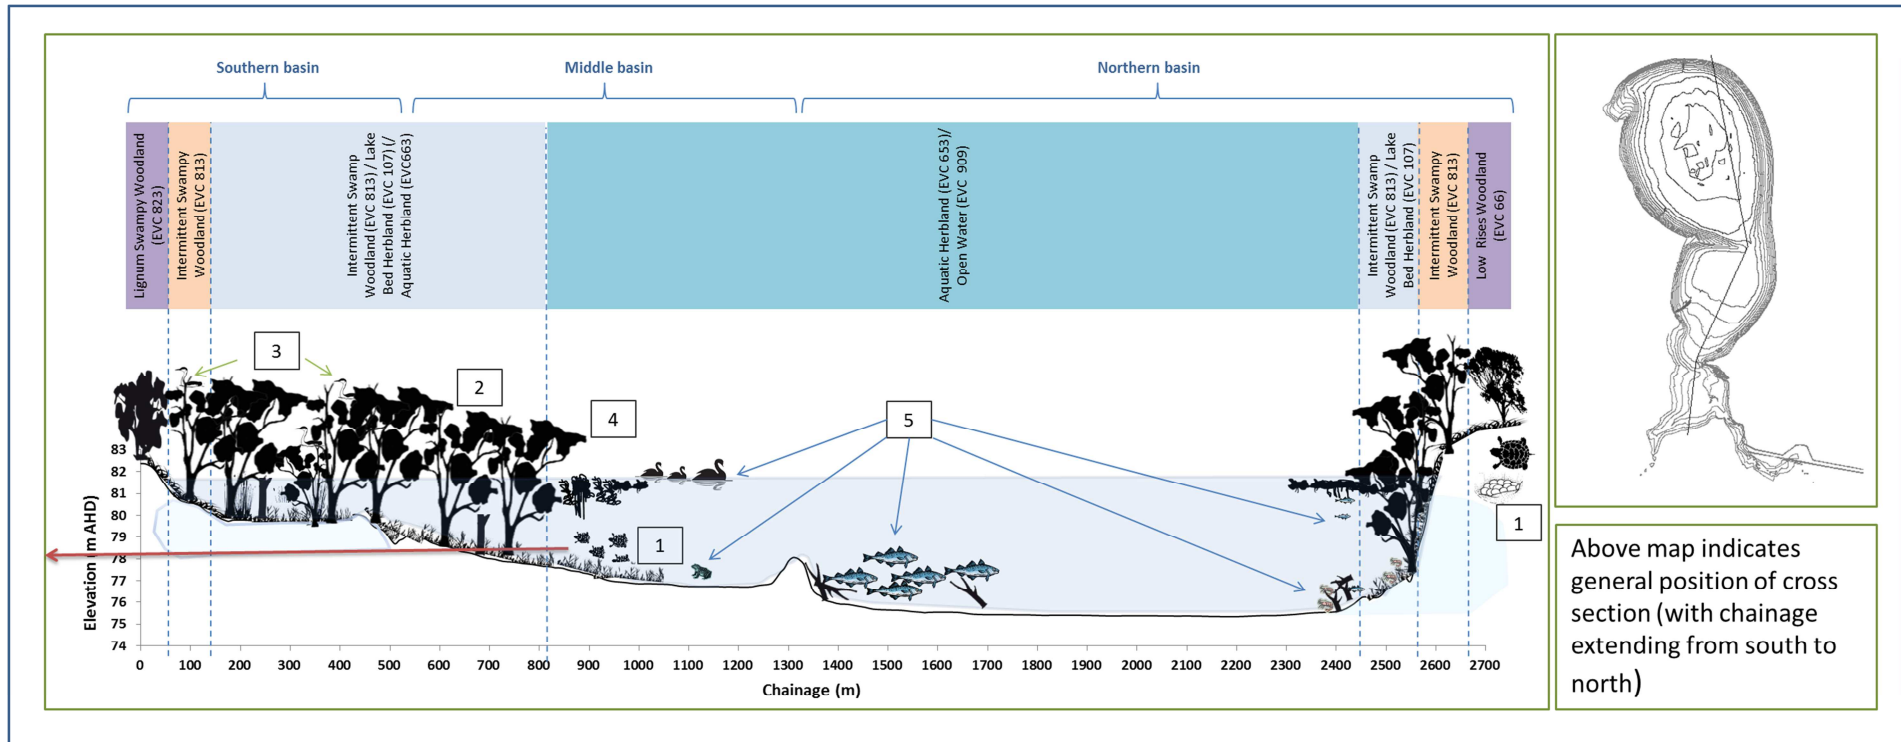 Southern basin
Middle basin
Northern basin
Lignum Swampy Woodland
(EVC 823)
Intermittent Swampy
Woodland (EVC 813)
Intermittent Swamp
Woodland (EVC 813) / Lake
Bed Herbland (EVC 107) (/
Aquatic Herbland (EVC663)
Aquatic Herbland (EVC 653)/
Open Water (EVC 909)
Intermittent Swamp
Woodland (EVC 813) / Lake
Bed Herbland (EVC 107)
Intermittent Swampy
Woodland (EVC 813)
Low Rises Woodland
(EVC 66)
3
2
4
5
1
1
83
82
81
80
79
78
77
76
75
74
Elevation (m AHD)
0 100 200 300 400 500 600 700 800 900 1000 1100 1200 1300 1400 1500 1600 1700 1800 1900 2000 2100 2200 2300 2400 2500 2600 2700
Chainage (m)
Above map indicates
general position of cross
section (with chainage
extending from south to
north)